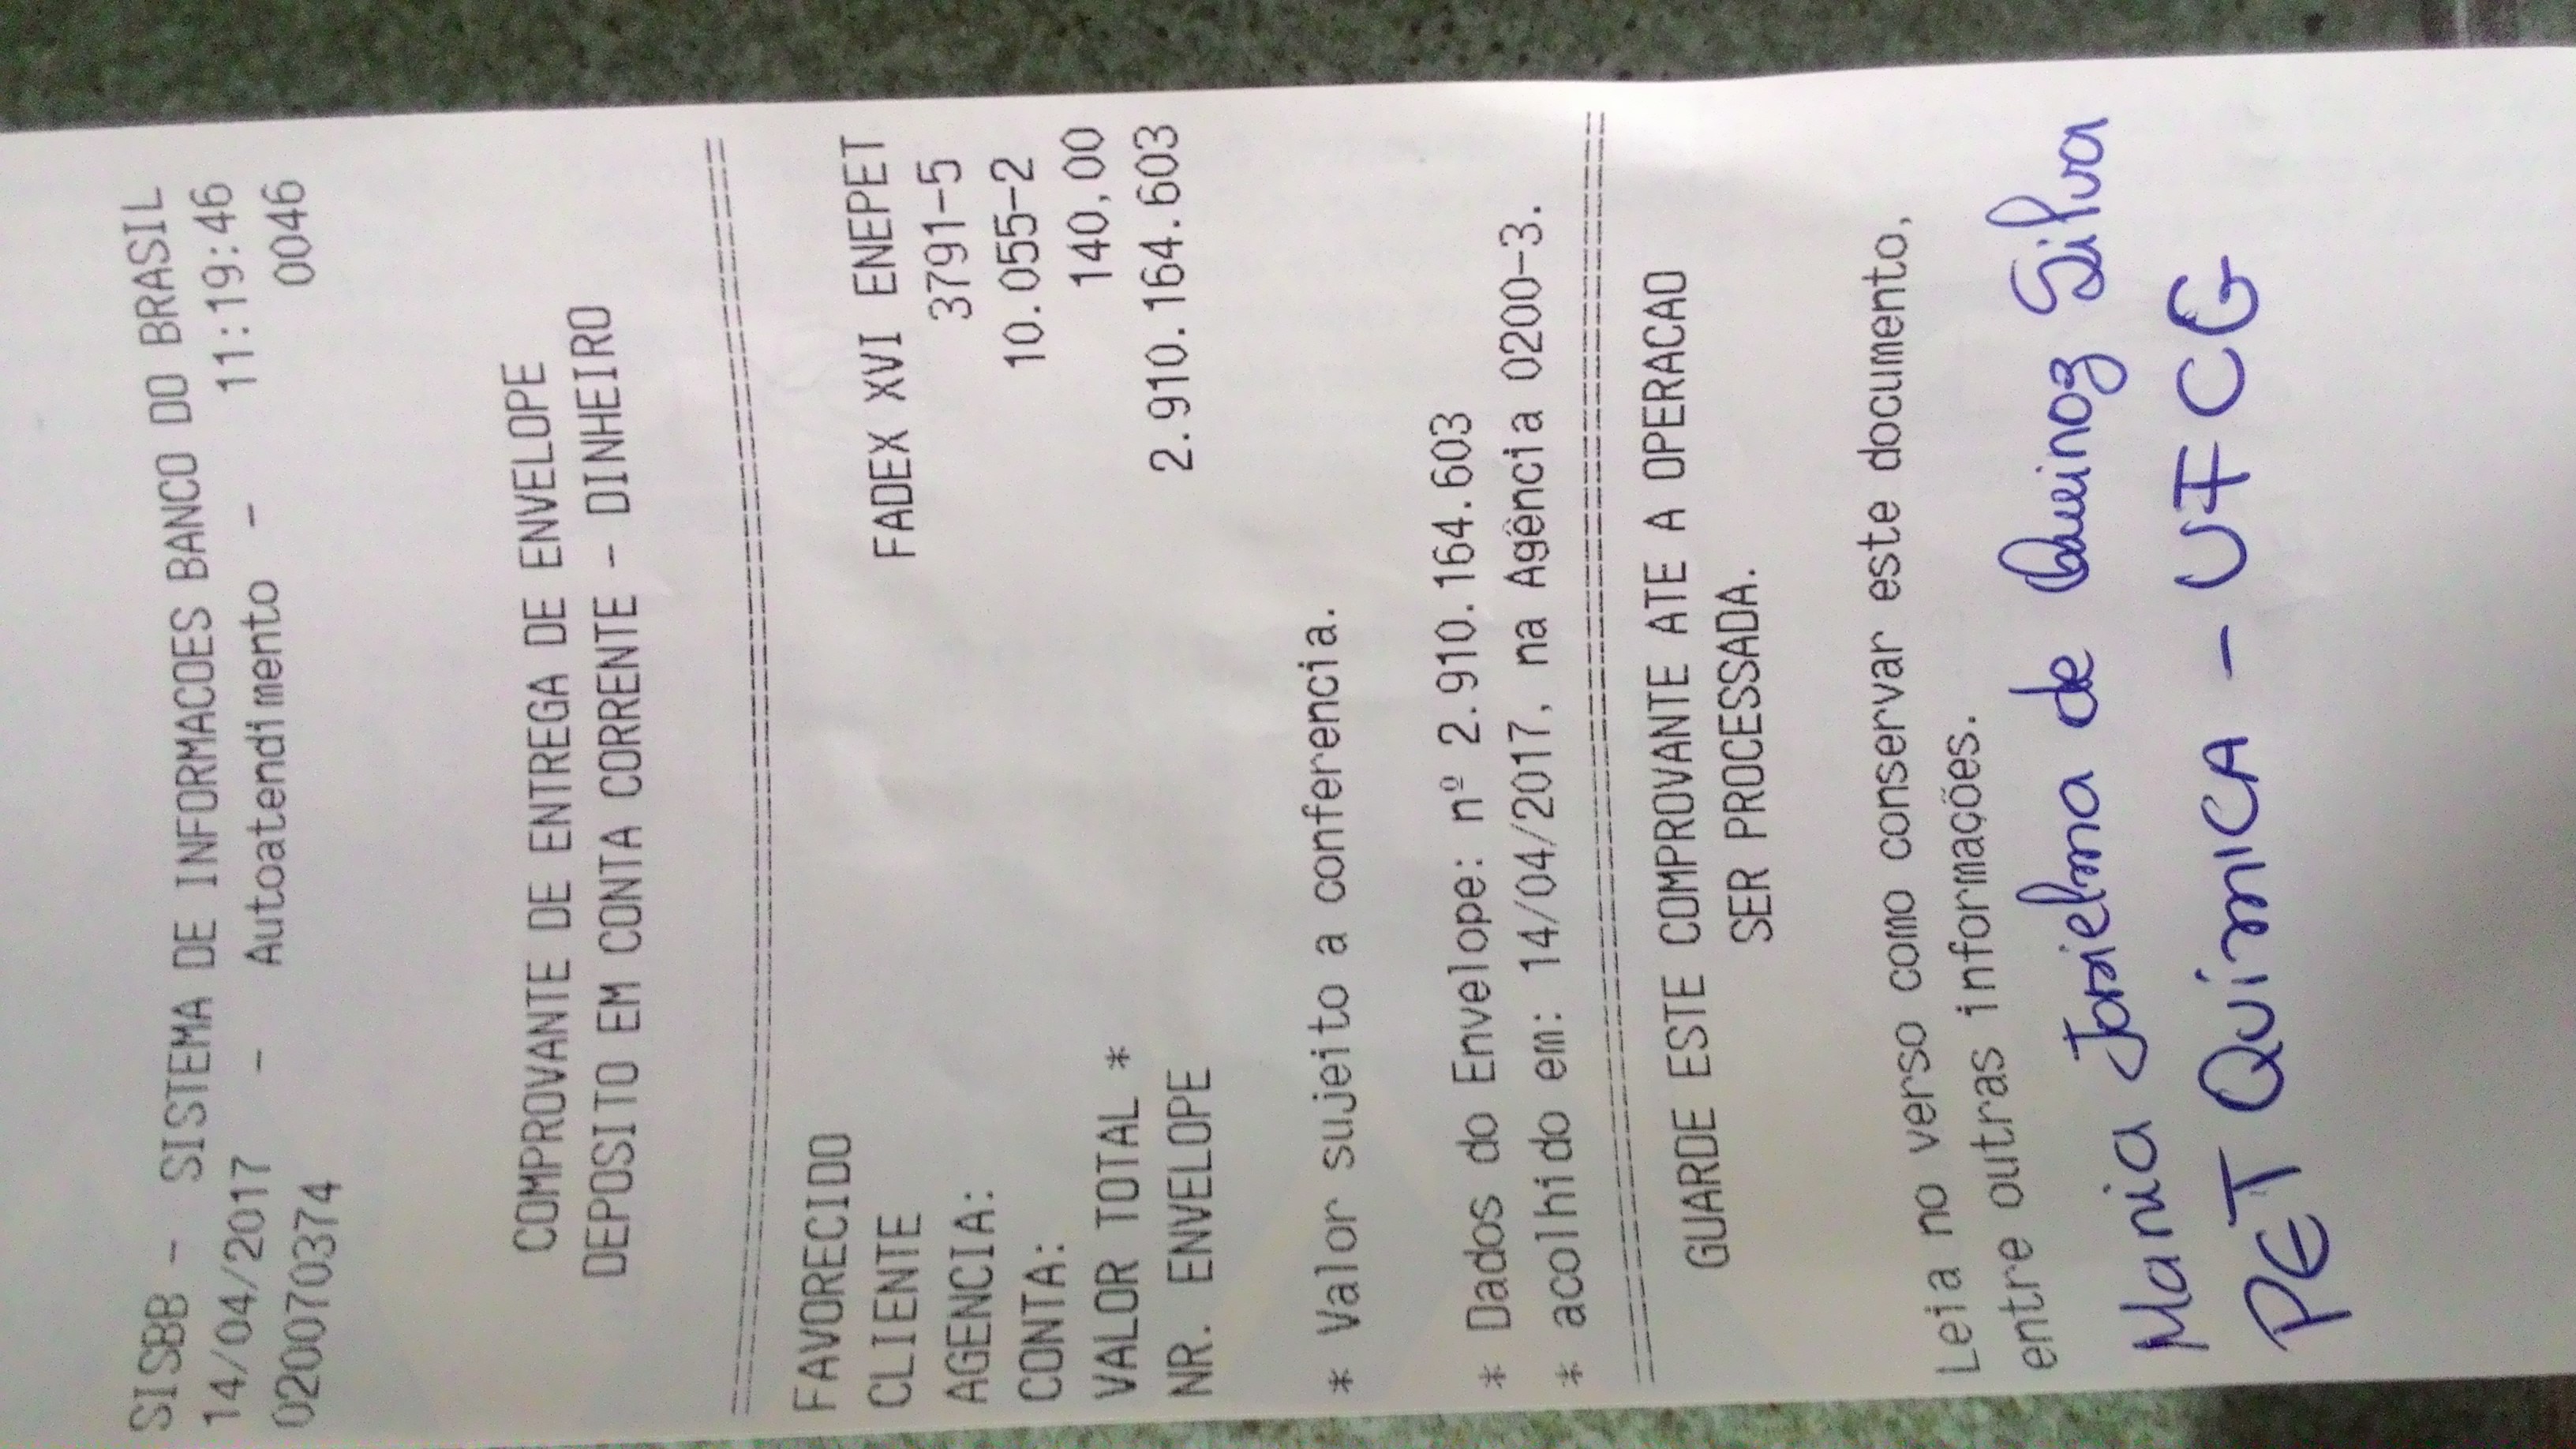 SISBB - SISTEMA DE INFORMACOES BANCO DO BRASIL
14/04/2017 - Autoatendimento - 11:19:46
0200703​74 0046
COMPROVANTE DE ENTREGA DE ENVELOPE
DEPOSITO EM CONTA CORRENTE - DINHEIRO
================================================
FAVORECIDO
CLIENTE FADEX XVI ENEPET
AGENCIA: 3791-5
CONTA: 10.055-2
VALOR TOTAL * 140,00
NR. ENVELOPE 2.910.164.603
* Valor sujeito a conferencia.
* Dados do Envelope: nº 2.910.164.603
* acolhido em: 14/04/2017, na Agência 0200-3.
================================================
GUARDE ESTE COMPROVANTE ATE A OPERACAO
SER PROCESSADA.
Leia no verso como conservar este documento,
entre outras informações.
Maria Josielma de Queiroz Silva
PET QUÍMICA - UFCG